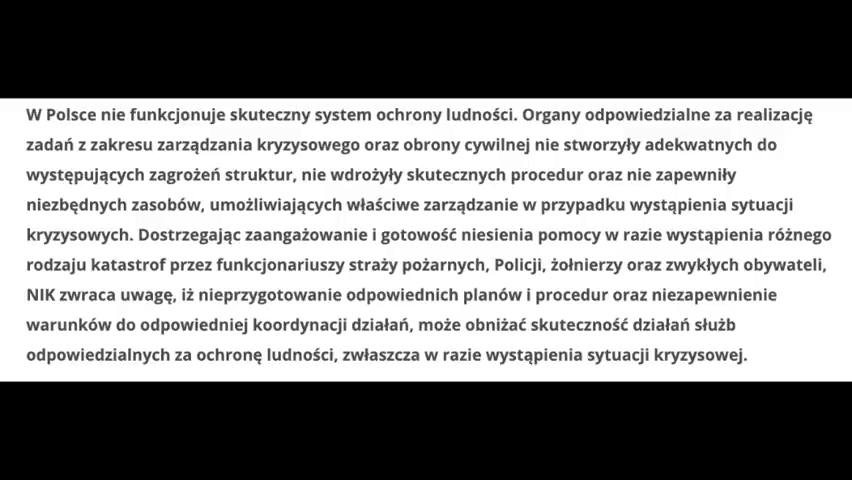 W Polsce nie funkcjonuje skuteczny system ochrony ludności. Organy odpowiedzialne za realizację
zadań z zakresu zarządzania kryzysowego oraz obrony cywilnej nie stworzyły adekwatnych do
występujących zagrożeń struktur, nie wdrożyły skutecznych procedur oraz nie zapewniły
niezbędnych zasobów, umożliwiających właściwe zarządzanie w przypadku wystąpienia sytuacji
kryzysowych. Dostrzegając zaangażowanie i gotowość niesienia pomocy w razie wystąpienia różnego
rodzaju katastrof przez funkcjonariuszy straży pożarnych, Policji, żołnierzy oraz zwykłych obywateli,
NIK zwraca uwagę, iż nieprzygotowanie odpowiednich planów i procedur oraz niezapewnienie
warunków do odpowiedniej koordynacji działań, może obniżać skuteczność działań służb
odpowiedzialnych za ochronę ludności, zwłaszcza w razie wystąpienia sytuacji kryzysowej.